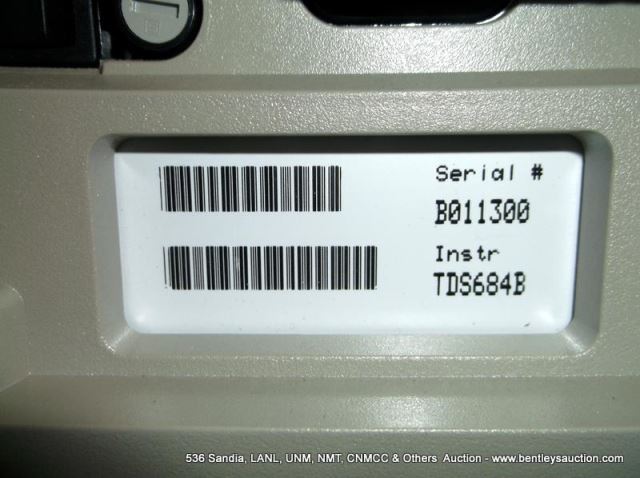 Serial #
B011300
Instr
TDS684B
536 Sandia, LANL, UNM, NMT, CNMCC & Others Auction - www.bentleysauction.com